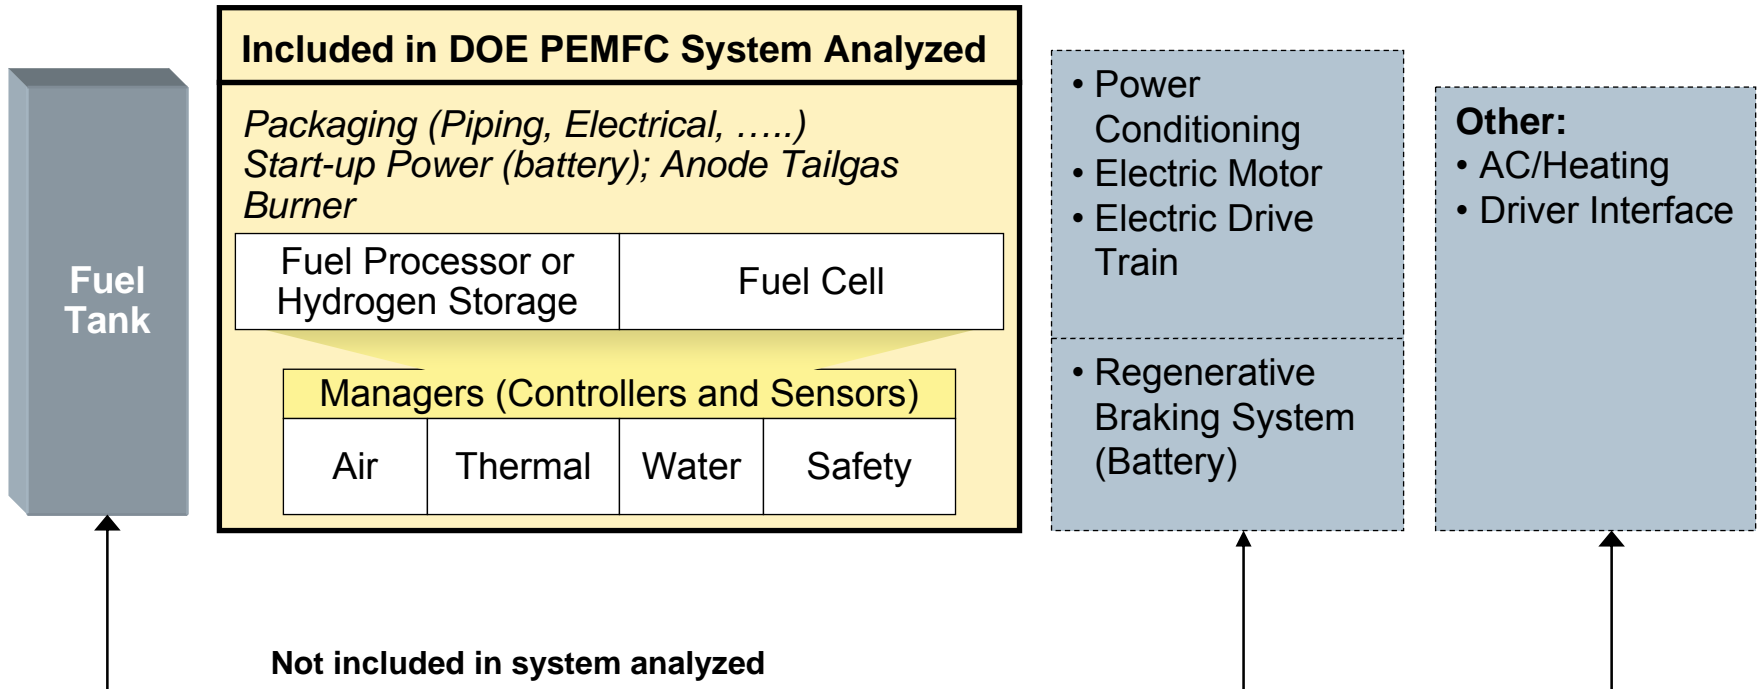 Fuel
Tank
Included in DOE PEMFC System Analyzed
Packaging (Piping, Electrical, …..)
Start-up Power (battery); Anode Tailgas
Burner
Fuel Processor or
Hydrogen Storage
Fuel Cell
Managers (Controllers and Sensors)
Air
Thermal
Water
Safety
• Power
Conditioning
• Electric Motor
• Electric Drive
Train
• Regenerative
Braking System
(Battery)
Other:
• AC/Heating
• Driver Interface
Not included in system analyzed